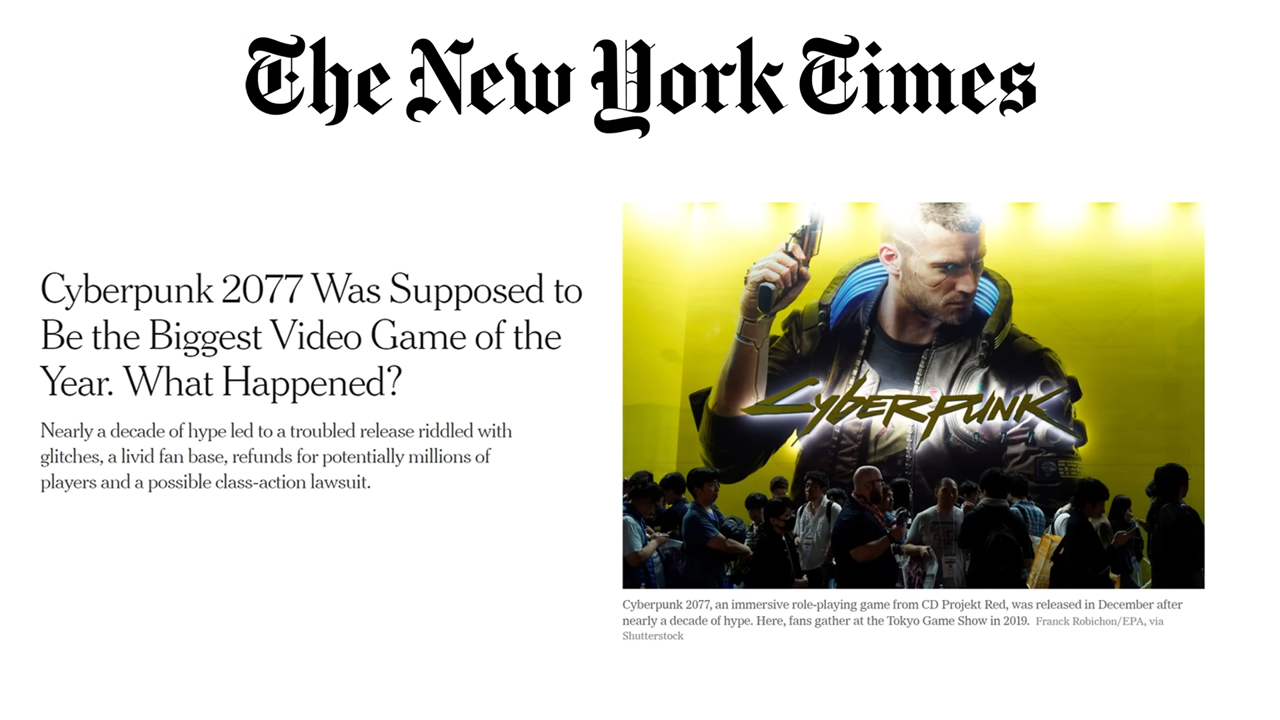 The New York Times
Cyberpunk 2077 Was Supposed to
Be the Biggest Video Game of the
Year. What Happened?
Nearly a decade of hype led to a troubled release riddled with
glitches, a livid fan base, refunds for potentially millions of
players and a possible class-action lawsuit.
CYBERPUNK
Cyberpunk 2077, an immersive role-playing game from CD Projekt Red, was released in December after
nearly a decade of hype. Here, fans gather at the Tokyo Game Show in 2019. Franck Robichon/EPA, via
Shutterstock